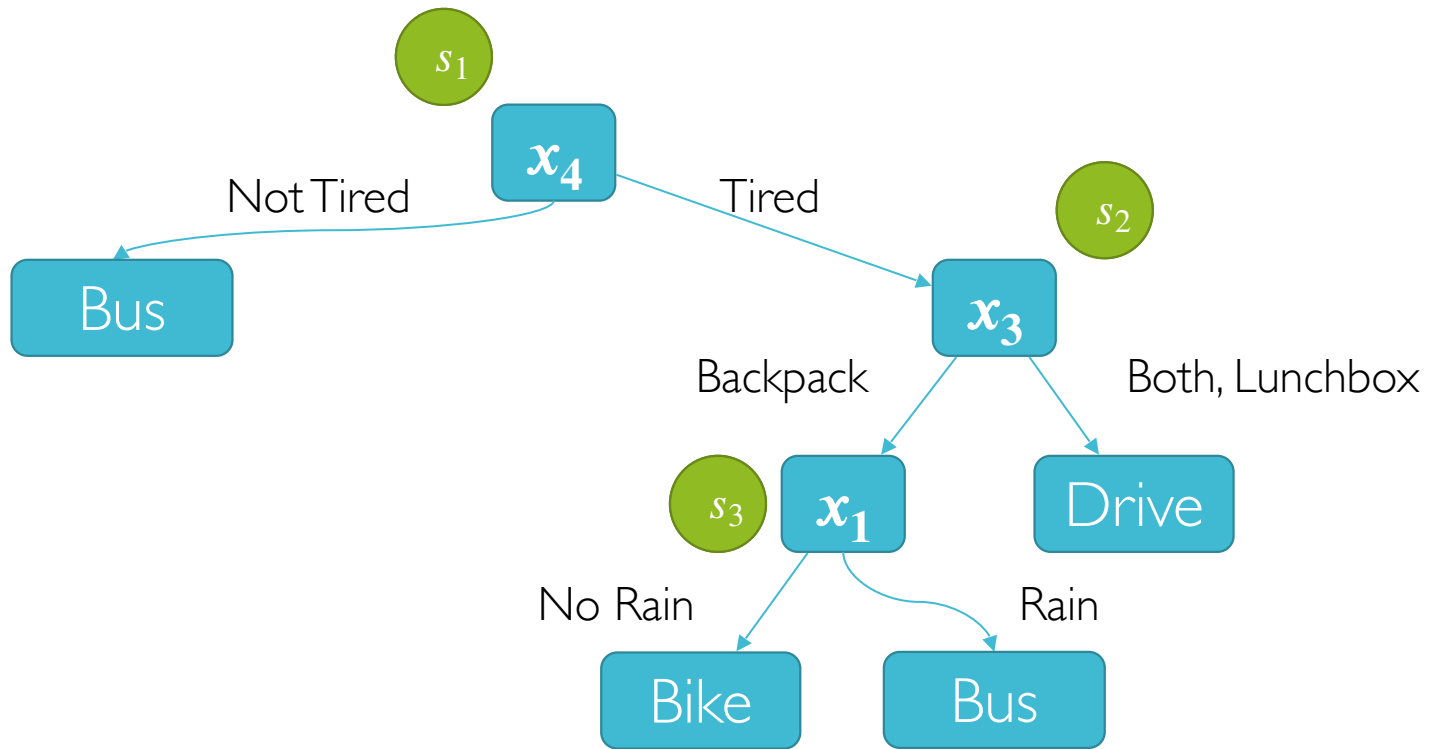 s₁
x₄
Not Tired
Tired
s₂
Bus
x₃
Backpack
Both, Lunchbox
s₃
x₁
Drive
No Rain
Rain
Bike
Bus